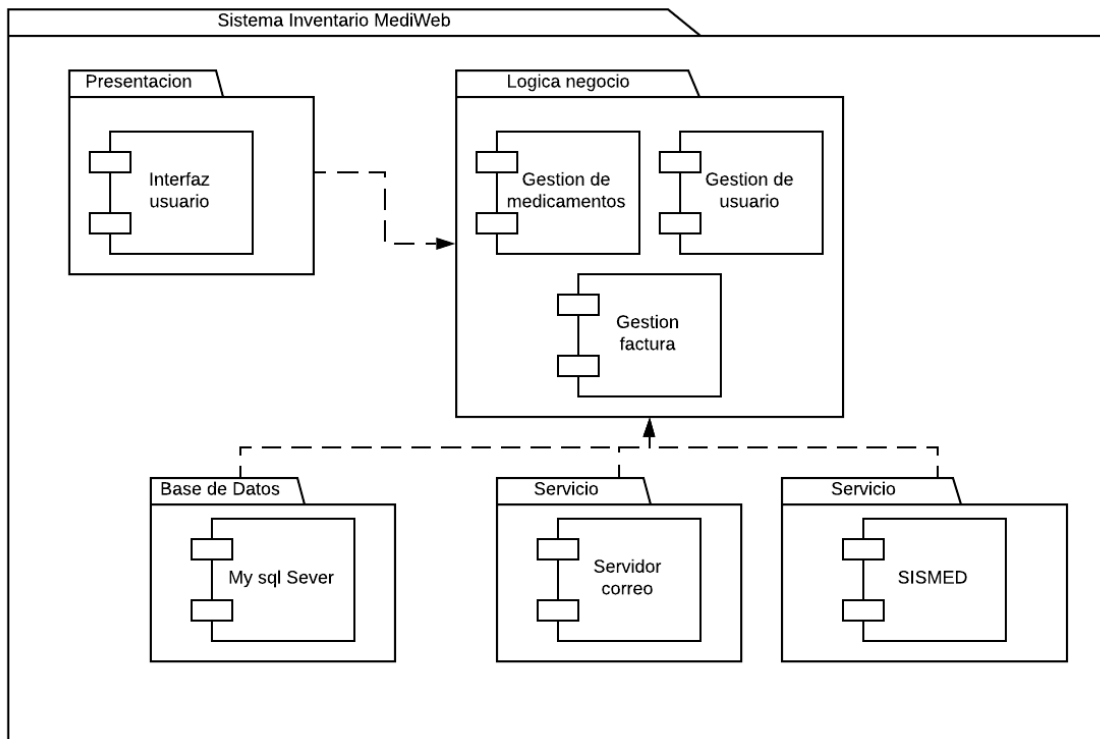 Sistema Inventario MediWeb
Presentacion
Interfaz
usuario
Logica negocio
Gestion de
medicamentos
Gestion de
usuario
Gestion
factura
Base de Datos
My sql Sever
Servicio
Servidor
correo
Servicio
SISMED